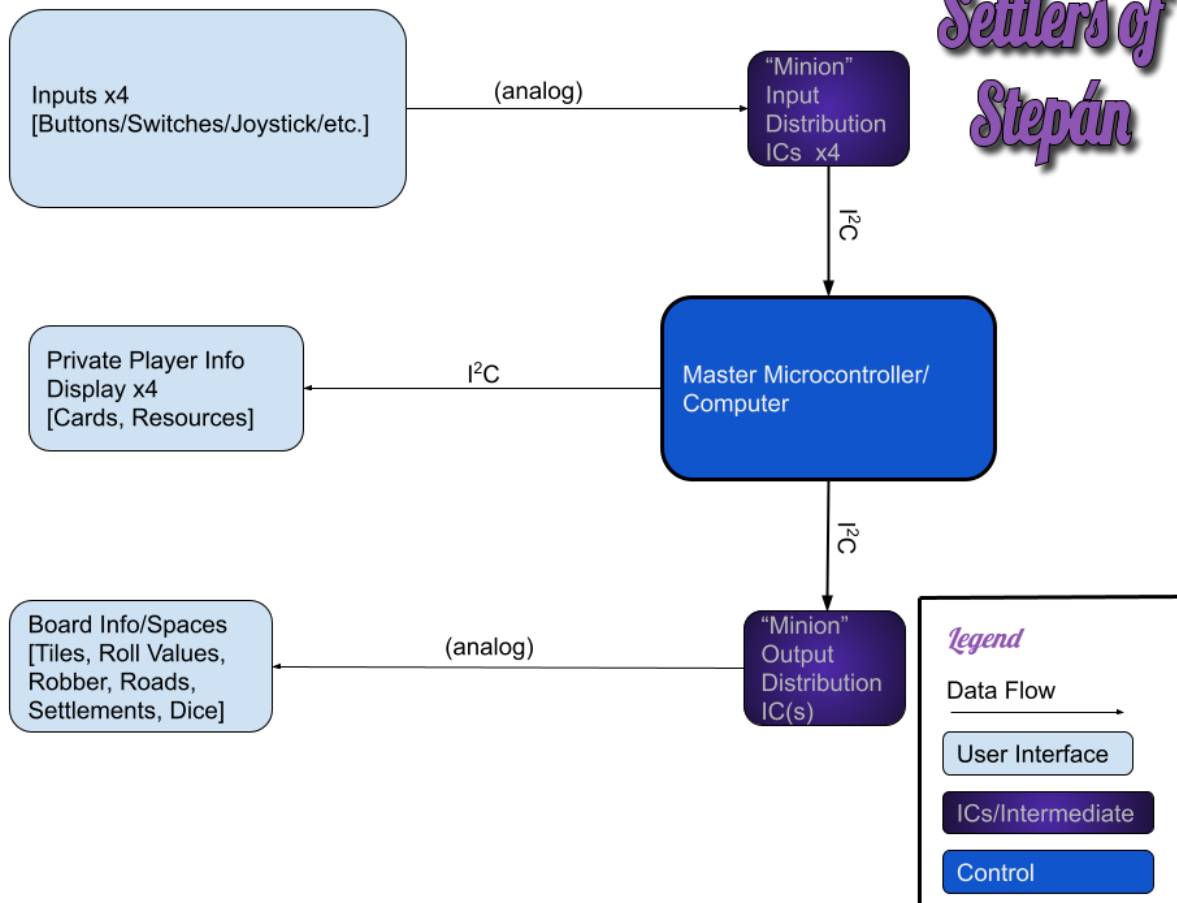 Settlers of
Stepán
Inputs x4
[Buttons/Switches/Joystick/etc.]
(analog)
“Minion”
Input
Distribution
ICs x4
I²C
Private Player Info
Display x4
[Cards, Resources]
I²C
Master Microcontroller/
Computer
I²C
Board Info/Spaces
[Tiles, Roll Values,
Robber, Roads,
Settlements, Dice]
(analog)
“Minion”
Output
Distribution
IC(s)
Legend
Data Flow
User Interface
ICs/Intermediate
Control